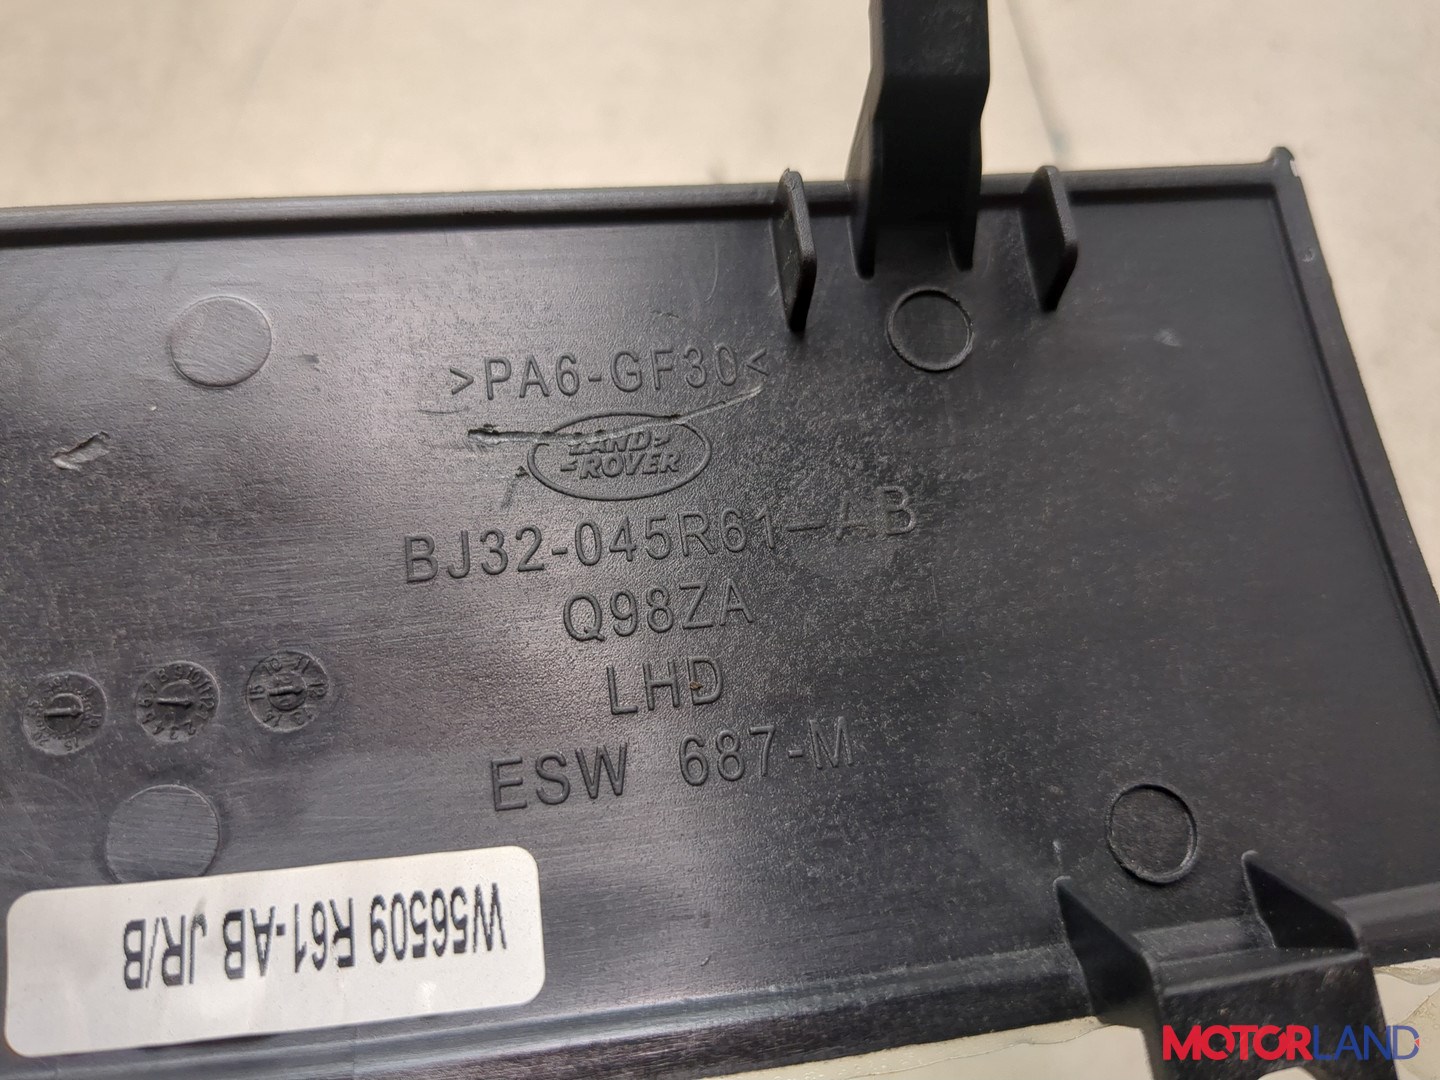 >PA6-GF30<
LAND
ROVER
BJ32-045R61-AB
Q98ZA
LHD
ESW 687-M
W56509 R61-AB JR/B
MOTORLAND